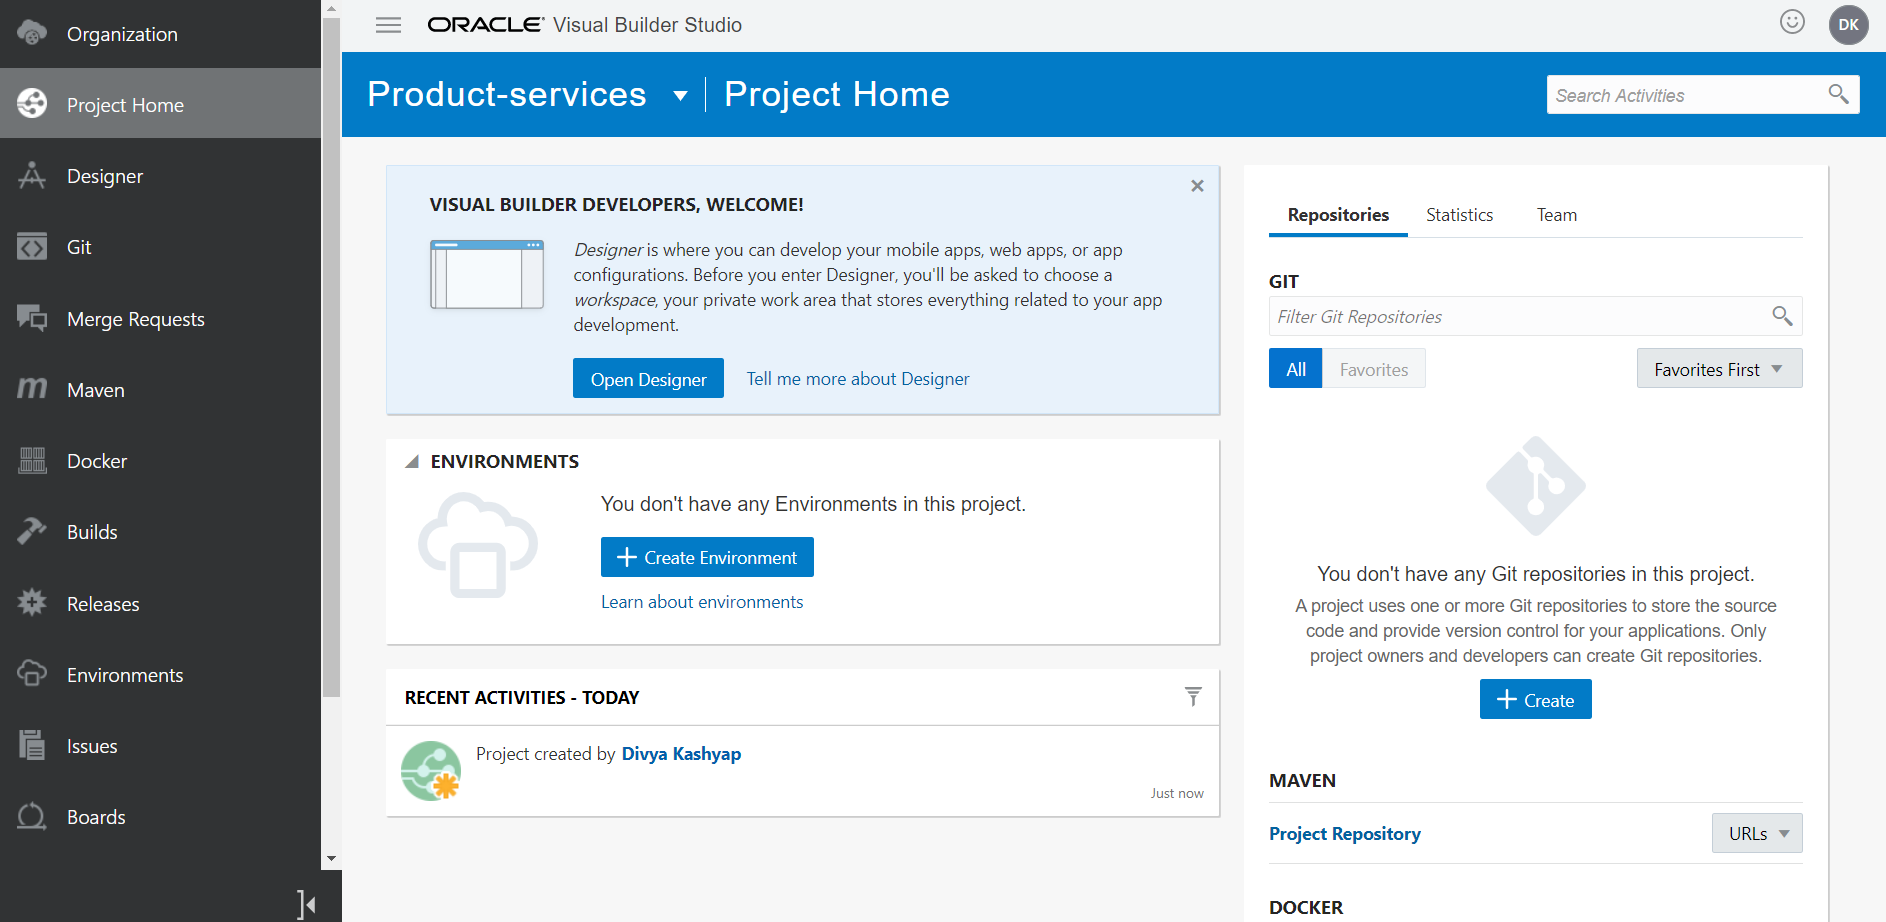 Organization
Project Home
Designer
Git
Merge Requests
Maven
Docker
Builds
Releases
Environments
Issues
Boards
ORACLE Visual Builder Studio
DK
Product-services
Project Home
Search Activities
VISUAL BUILDER DEVELOPERS, WELCOME!
Designer is where you can develop your mobile apps, web apps, or app
configurations. Before you enter Designer, you'll be asked to choose a
workspace, your private work area that stores everything related to your app
development.
Open Designer
Tell me more about Designer
ENVIRONMENTS
You don't have any Environments in this project.
Create Environment
Learn about environments
RECENT ACTIVITIES - TODAY
Project created by Divya Kashyap
Just now
Repositories
Statistics
Team
GIT
Filter Git Repositories
All
Favorites
Favorites First
You don't have any Git repositories in this project.
A project uses one or more Git repositories to store the source
code and provide version control for your applications. Only
project owners and developers can create Git repositories.
Create
MAVEN
Project Repository
URLs
DOCKER